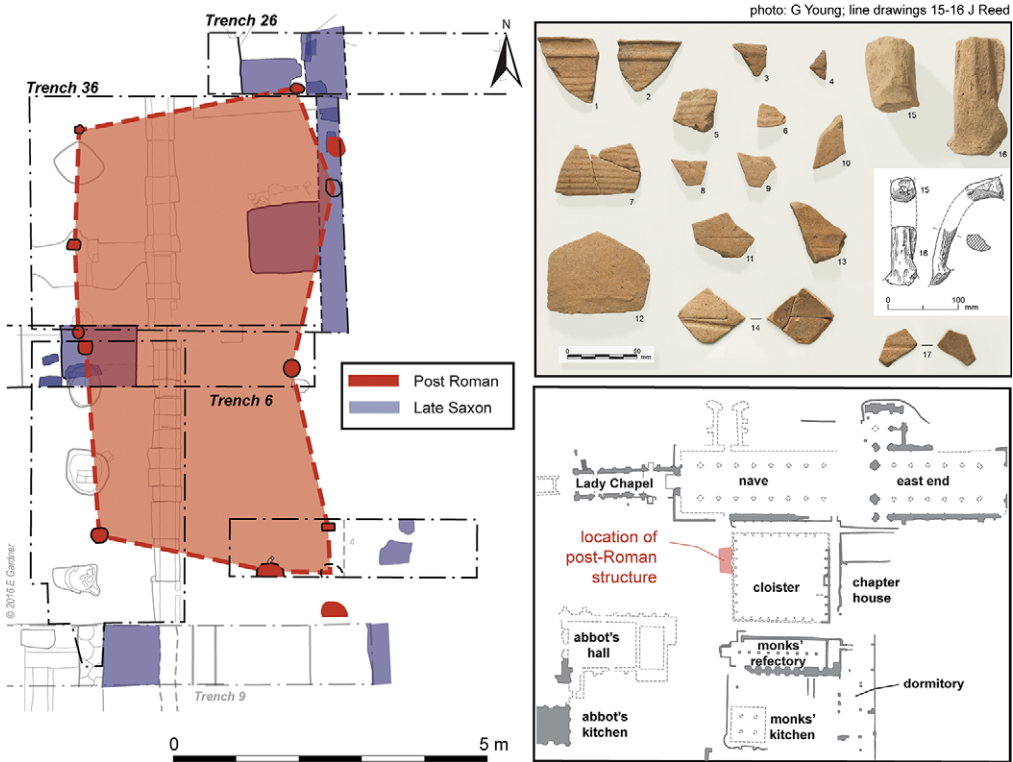 photo: G Young; line drawings 15-16 J Reed
Trench 26
N
Trench 36
Trench 6
Post Roman
Late Saxon
© 2016 E Gardner
Trench 9
0
5 m
1
2
3
4
5
6
7
8
9
10
11
12
13
14
15
16
15
16
0
100
mm
0
50
mm
17
Lady Chapel
nave
east end
location of
post-Roman
structure
cloister
chapter
house
abbot's
hall
monks'
refectory
dormitory
abbot's
kitchen
monks'
kitchen